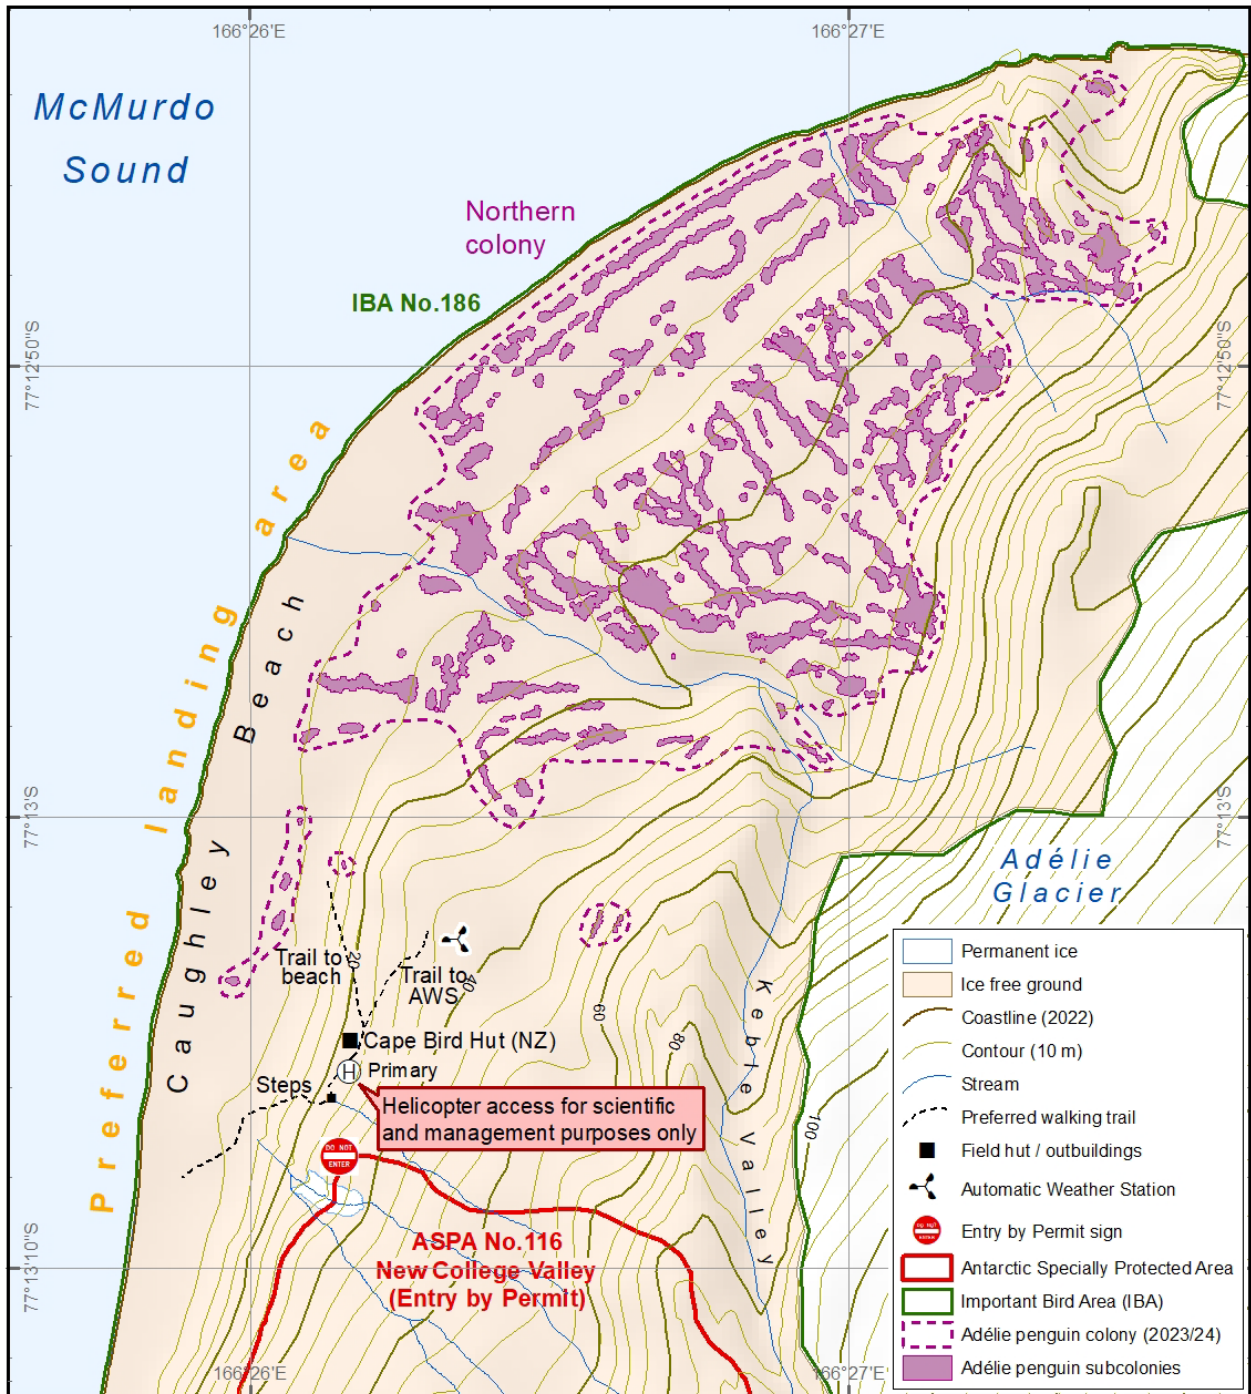 166°26'E
166°27'E
McMurdo
Sound
Northern
colony
IBA No.186
77°12'50"S
77°12'50"S
Preferred landing area
Caughley Beach
77°13'S
77°13'S
Adélie
Glacier
Trail to
beach
20
Trail to
AWS
40
60
80
100
Keble Valley
Cape Bird Hut (NZ)
H
Primary
Steps
Helicopter access for scientific
and management purposes only
DO NOT
ENTER
ASPA No.116
New College Valley
(Entry by Permit)
77°13'10"S
166°26'E
166°27'E
Permanent ice
Ice free ground
Coastline (2022)
Contour (10 m)
Stream
Preferred walking trail
Field hut / outbuildings
Automatic Weather Station
DO NOT
ENTER
Entry by Permit sign
Antarctic Specially Protected Area
Important Bird Area (IBA)
Adélie penguin colony (2023/24)
Adélie penguin subcolonies